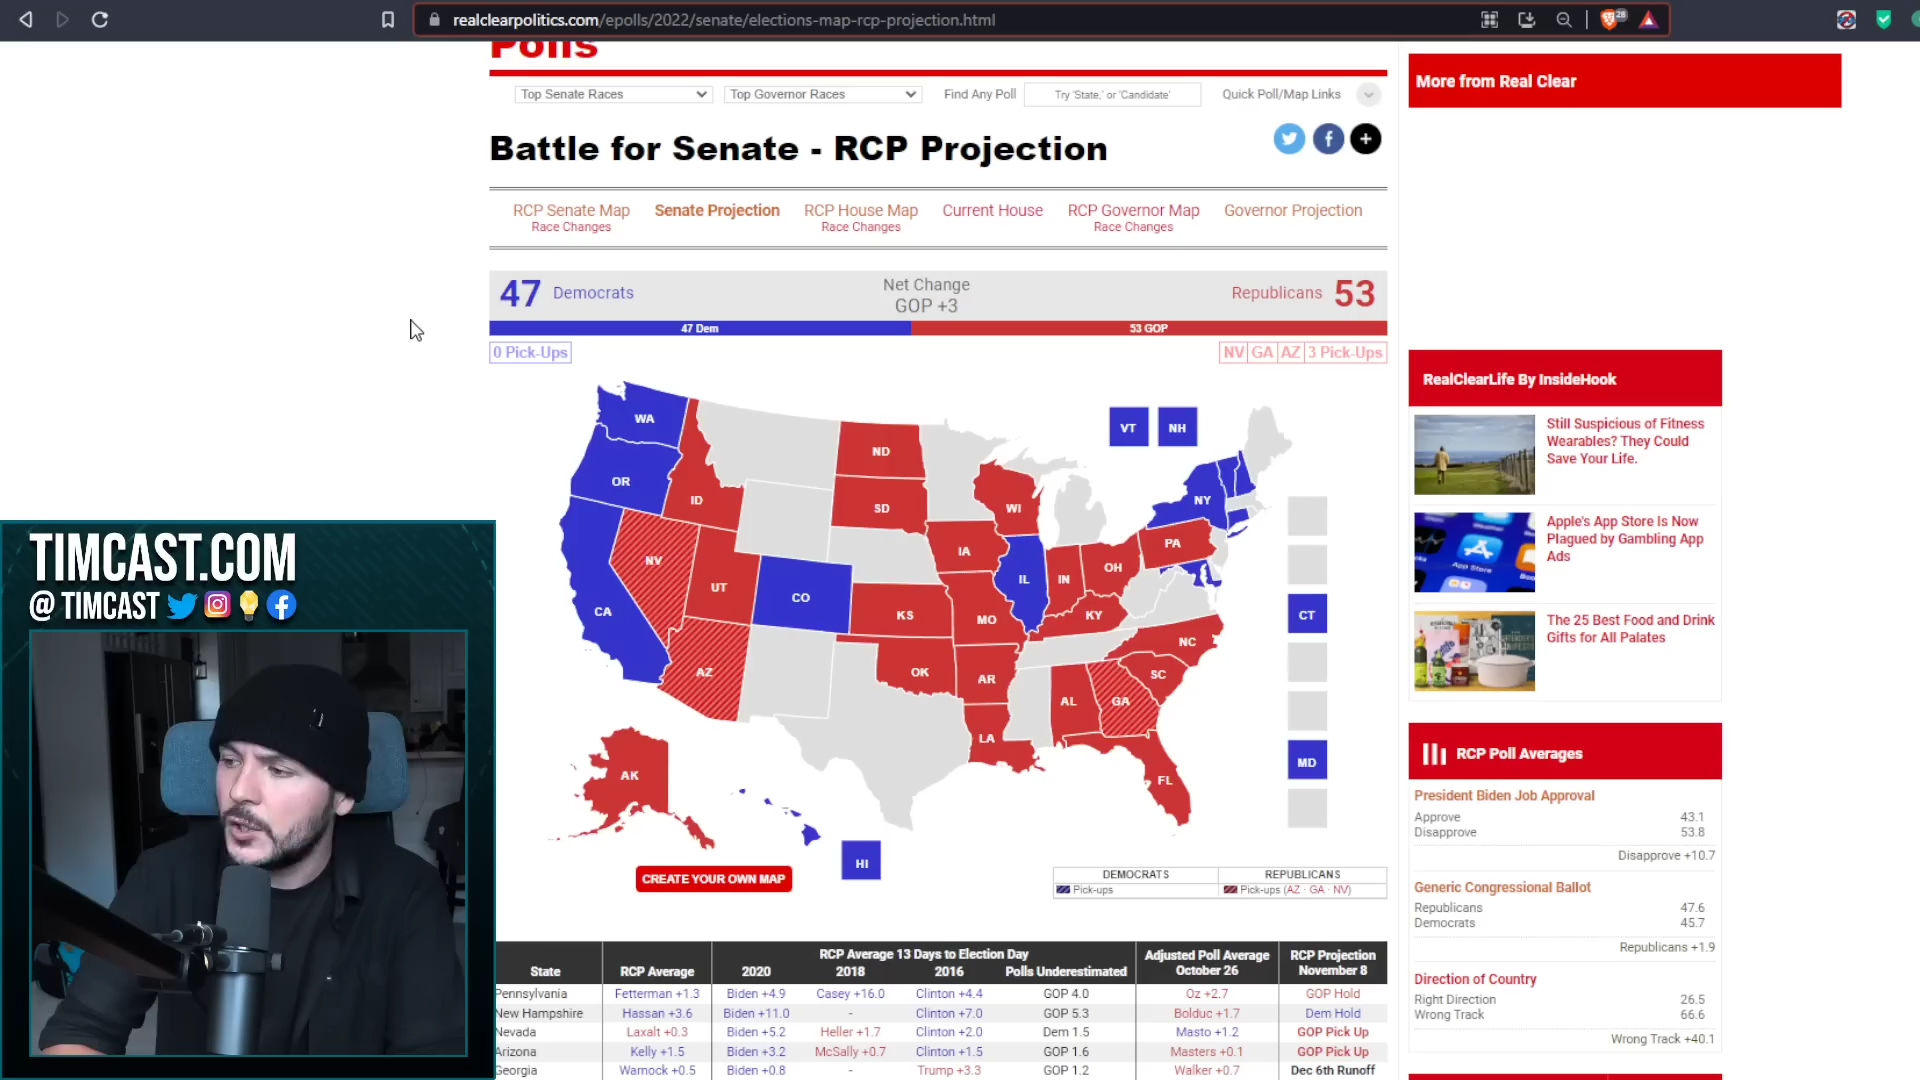 realclearpolitics.com/epolls/2022/senate/elections-map-rcp-projection.html
28
Polls
Top Senate Races
Top Governor Races
Find Any Poll
Try 'State,' or 'Candidate'
Quick Poll/Map Links
Battle for Senate - RCP Projection
RCP Senate Map
Race Changes
Senate Projection
RCP House Map
Race Changes
Current House
RCP Governor Map
Race Changes
Governor Projection
47 Democrats
Net Change
GOP +3
Republicans 53
47 Dem
53 GOP
0 Pick-Ups
NV GA AZ 3 Pick-Ups
WA
OR
CA
ID
NV
UT
AZ
CO
ND
SD
KS
OK
IA
MO
AR
LA
WI
IL
IN
OH
KY
AL
GA
FL
SC
NC
PA
NY
VT
NH
CT
MD
AK
HI
CREATE YOUR OWN MAP
DEMOCRATS
REPUBLICANS
Pick-ups
Pick-ups (AZ · GA · NV)
State
RCP Average
RCP Average 13 Days to Election Day
2020
2018
2016
Polls Underestimated
Adjusted Poll Average
October 26
RCP Projection
November 8
Pennsylvania Fetterman +1.3 Biden +4.9 Casey +16.0 Clinton +4.4 GOP 4.0 Oz +2.7 GOP Hold
New Hampshire Hassan +3.6 Biden +11.0 - Clinton +7.0 GOP 5.3 Bolduc +1.7 Dem Hold
Nevada Laxalt +0.3 Biden +5.2 Heller +1.7 Clinton +2.0 Dem 1.5 Masto +1.2 GOP Pick Up
Arizona Kelly +1.5 Biden +3.2 McSally +0.7 Clinton +1.5 GOP 1.6 Masters +0.1 GOP Pick Up
Georgia Warnock +0.5 Biden +0.8 - Trump +3.3 GOP 1.2 Walker +0.7 Dec 6th Runoff
More from Real Clear
RealClearLife By InsideHook
Still Suspicious of Fitness
Wearables? They Could
Save Your Life.
App Store
Apple's App Store Is Now
Plagued by Gambling App
Ads
The 25 Best Food and Drink
Gifts for All Palates
RCP Poll Averages
President Biden Job Approval
Approve 43.1
Disapprove 53.8
Disapprove +10.7
Generic Congressional Ballot
Republicans 47.6
Democrats 45.7
Republicans +1.9
Direction of Country
Right Direction 26.5
Wrong Track 66.6
Wrong Track +40.1
TIMCAST.COM
@ TIMCAST